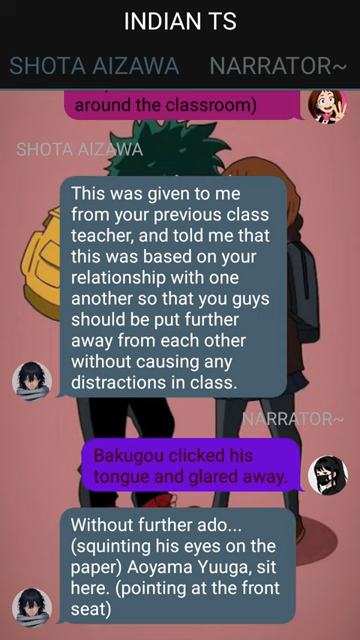 INDIAN TS
SHOTA AIZAWA NARRATOR~
around the classroom)
SHOTA AIZAWA
This was given to me
from your previous class
teacher, and told me that
this was based on your
relationship with one
another so that you guys
should be put further
away from each other
without causing any
distractions in class.
NARRATOR~
Bakugou clicked his
tongue and glared away.
Without further ado...
(squinting his eyes on the
paper) Aoyama Yuuga, sit
here. (pointing at the front
seat)